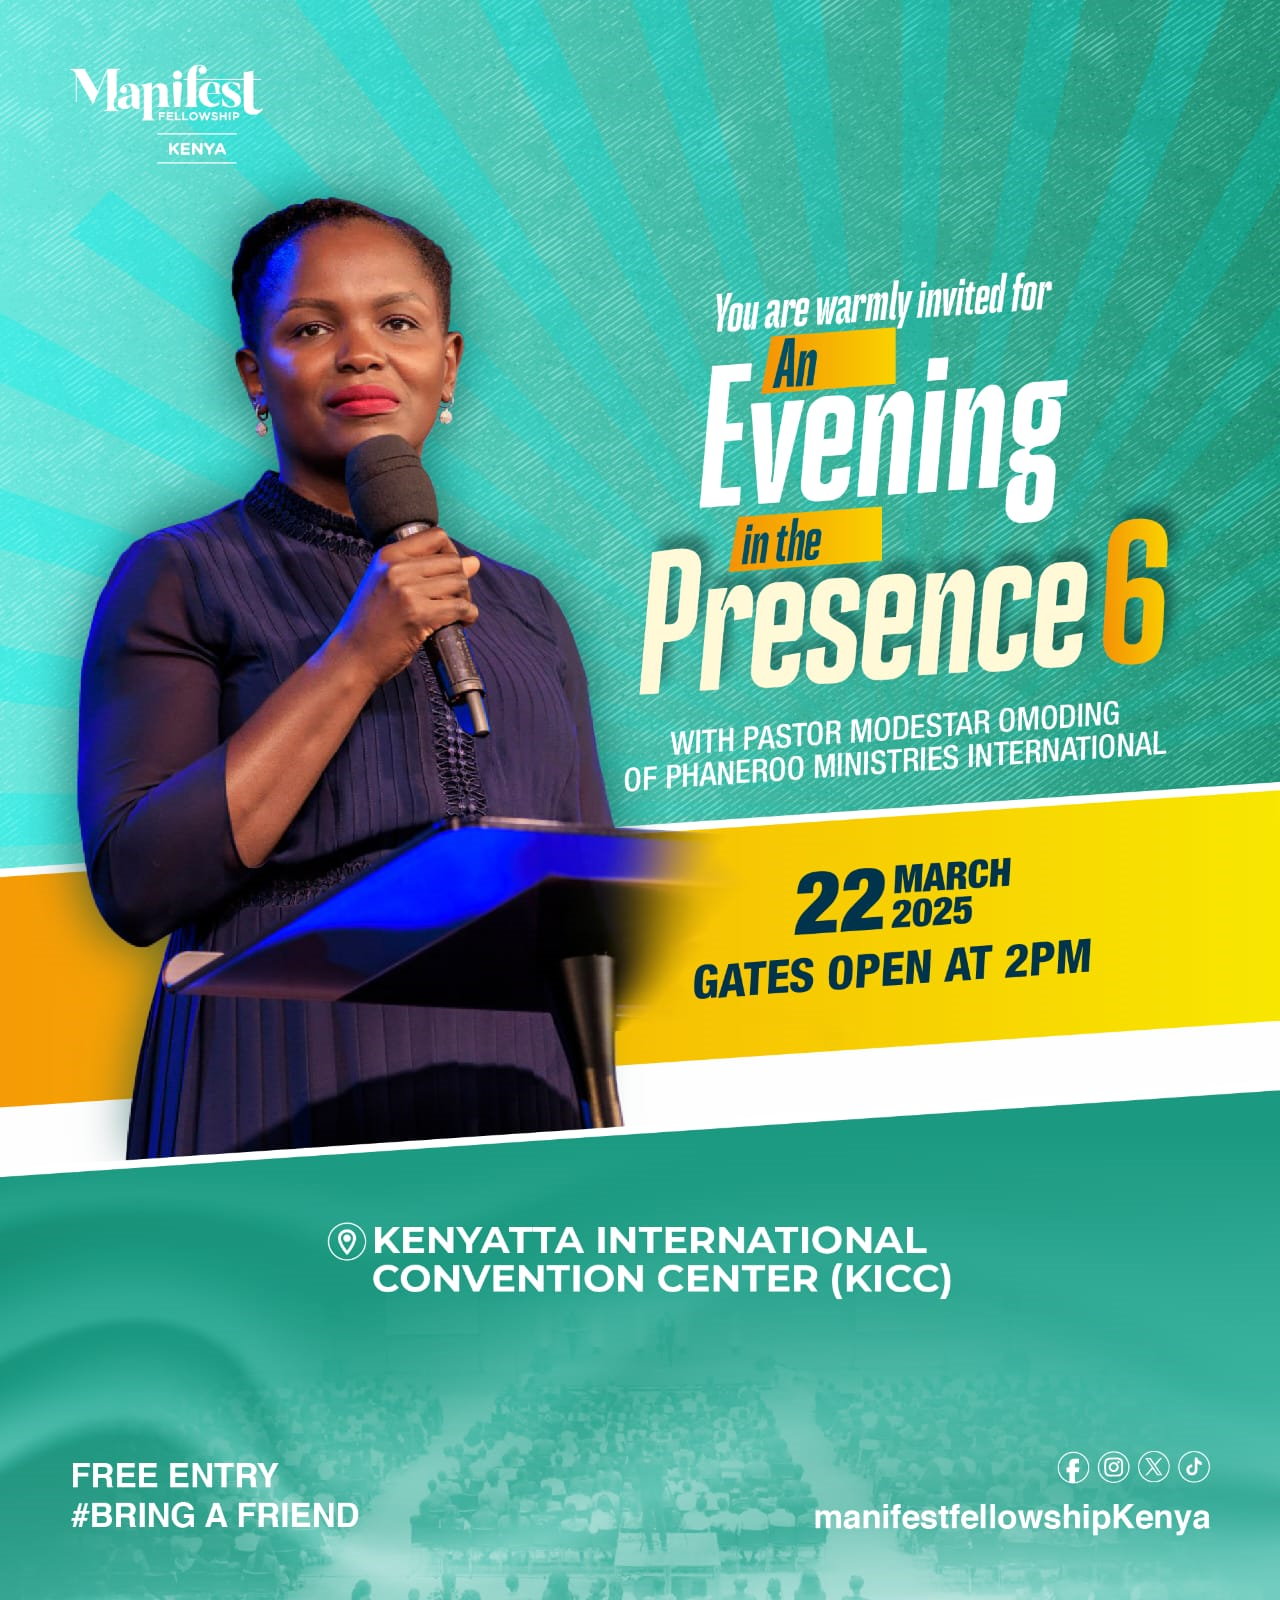 Manifest
FELLOWSHIP
KENYA
You are warmly invited for
An
Evening
in the
Presence 6
WITH PASTOR MODESTAR OMODING
OF PHANEROO MINISTRIES INTERNATIONAL
22 MARCH
2025
GATES OPEN AT 2PM
KENYATTA INTERNATIONAL
CONVENTION CENTER (KICC)
FREE ENTRY
#BRING A FRIEND
manifestfellowshipKenya